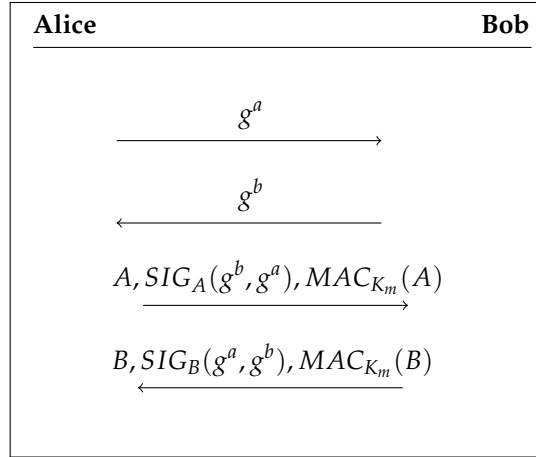 Alice Bob
g^a
g^b
A, SIG_A(g^b, g^a), MAC_{K_m}(A)
B, SIG_B(g^a, g^b), MAC_{K_m}(B)